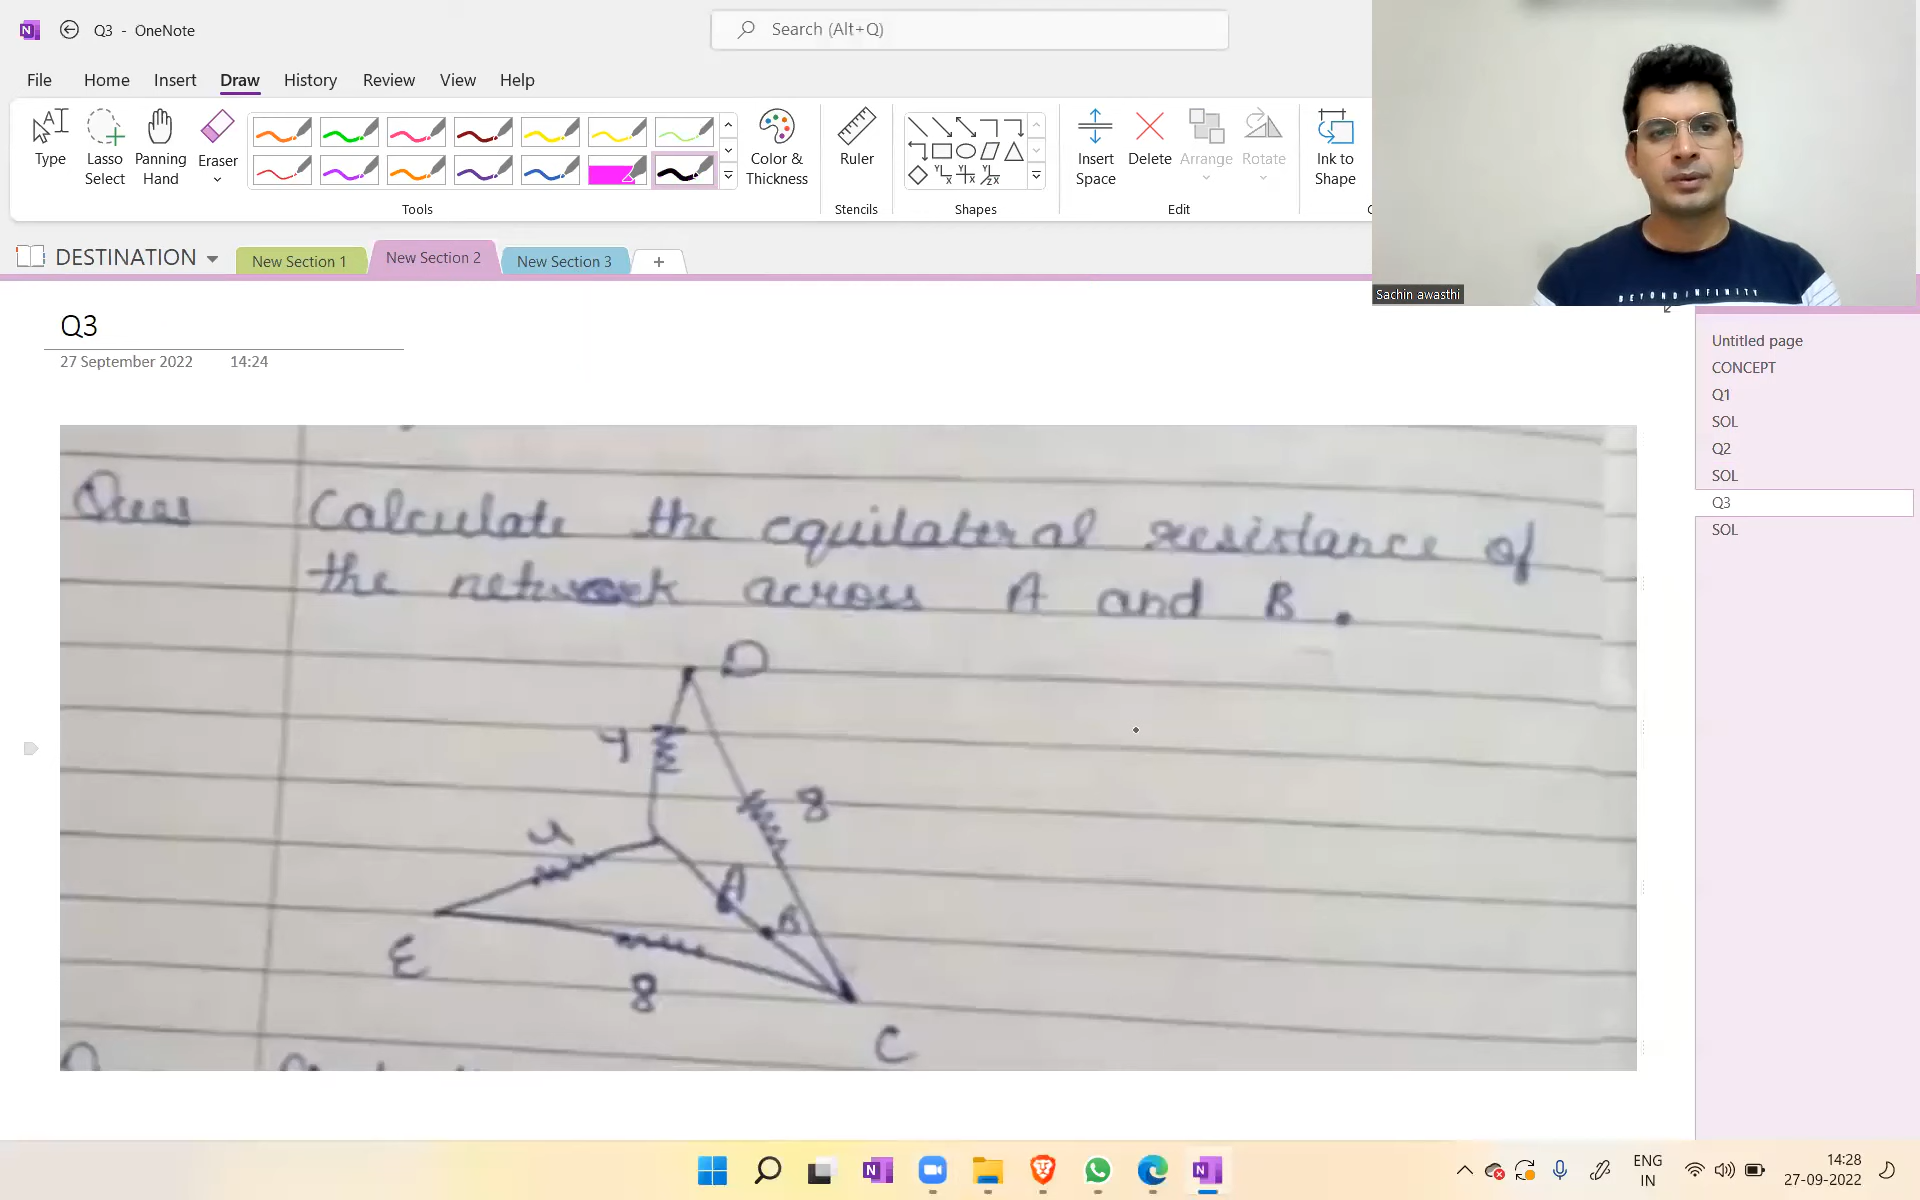 Q3 - OneNote
Search (Alt+Q)
File Home Insert Draw History Review View Help
Type
Lasso Select
Panning Hand
Eraser
Color & Thickness
Ruler
Insert Space
Delete
Arrange
Rotate
Ink to Shape
Tools
Stencils
Shapes
Edit
DESTINATION
New Section 1
New Section 2
New Section 3
+
Sachin awasthi
BEYONDINFINITY
Q3
27 September 2022 14:24
Untitled page
CONCEPT
Q1
SOL
Q2
SOL
Q3
SOL
Ques Calculate the equilateral resistance of
the network across A and B .
D
4
8
4
A
B
E
8
C
ENG
IN
14:28
27-09-2022